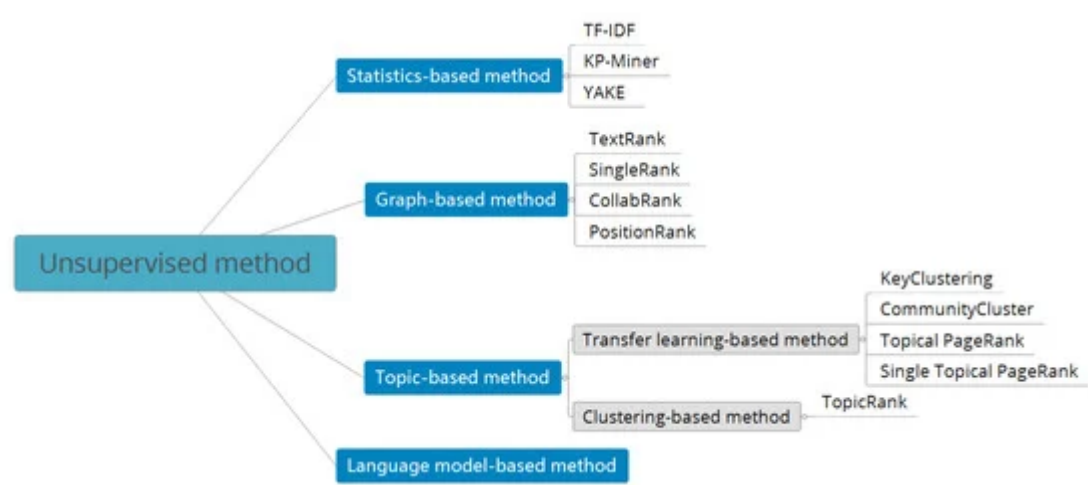 Unsupervised method
Statistics-based method
TF-IDF
KP-Miner
YAKE
Graph-based method
TextRank
SingleRank
CollabRank
PositionRank
Topic-based method
Transfer learning-based method
KeyClustering
CommunityCluster
Topical PageRank
Single Topical PageRank
Clustering-based method
TopicRank
Language model-based method